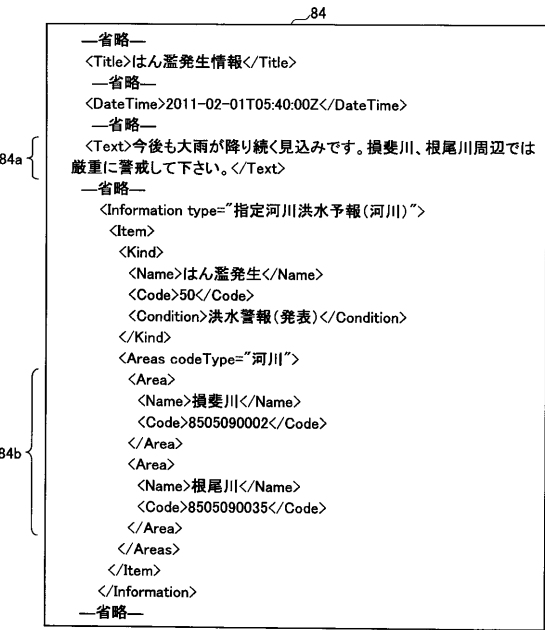 84
―省略―
<Title>はん濫発生情報</Title>
―省略―
<DateTime>2011-02-01T05:40:00Z</DateTime>
―省略―
84a
<Text>今後も大雨が降り続く見込みです。損斐川、根尾川周辺では
厳重に警戒して下さい。</Text>
―省略―
<Information type="指定河川洪水予報(河川)">
<Item>
<Kind>
<Name>はん濫発生</Name>
<Code>50</Code>
<Condition>洪水警報(発表)</Condition>
</Kind>
<Areas codeType="河川">
84b
<Area>
<Name>損斐川</Name>
<Code>8505090002</Code>
</Area>
<Area>
<Name>根尾川</Name>
<Code>8505090035</Code>
</Area>
</Areas>
</Item>
</Information>
―省略―